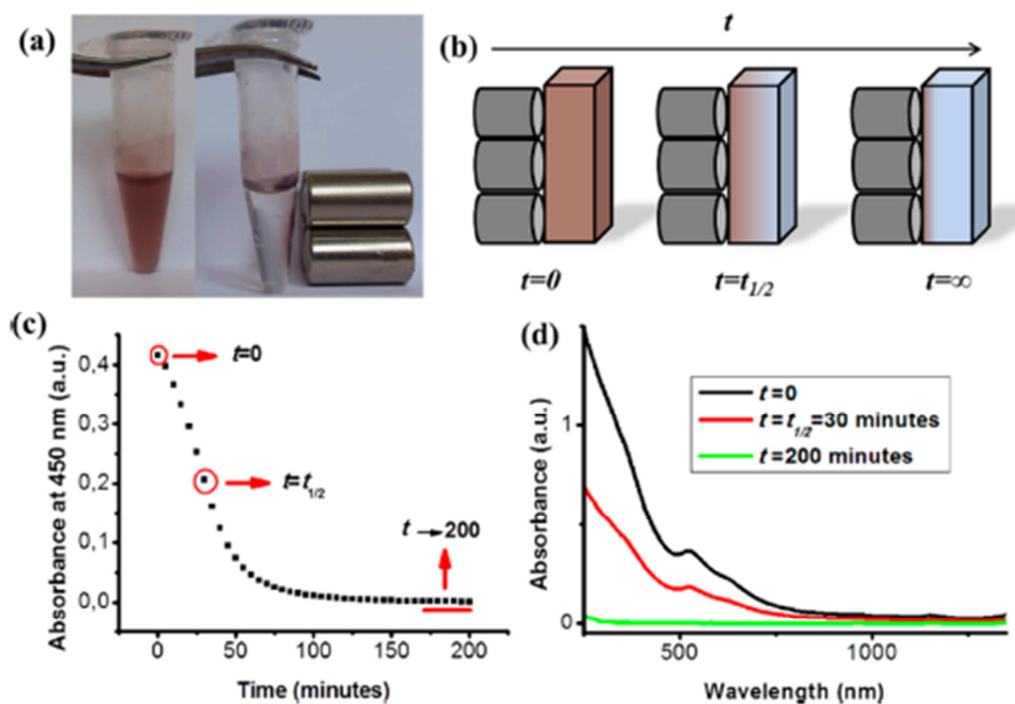 (a)
(b)
t
t=0
t=t1/2
t=∞
(c)
Absorbance at 450 nm (a.u.)
0,4
0,3
0,2
0,1
0,0
t=0
t=t1/2
t→200
0 50 100 150 200
Time (minutes)
(d)
Absorbance (a.u.)
1
0
t=0
t=t1/2=30 minutes
t=200 minutes
500 1000
Wavelength (nm)